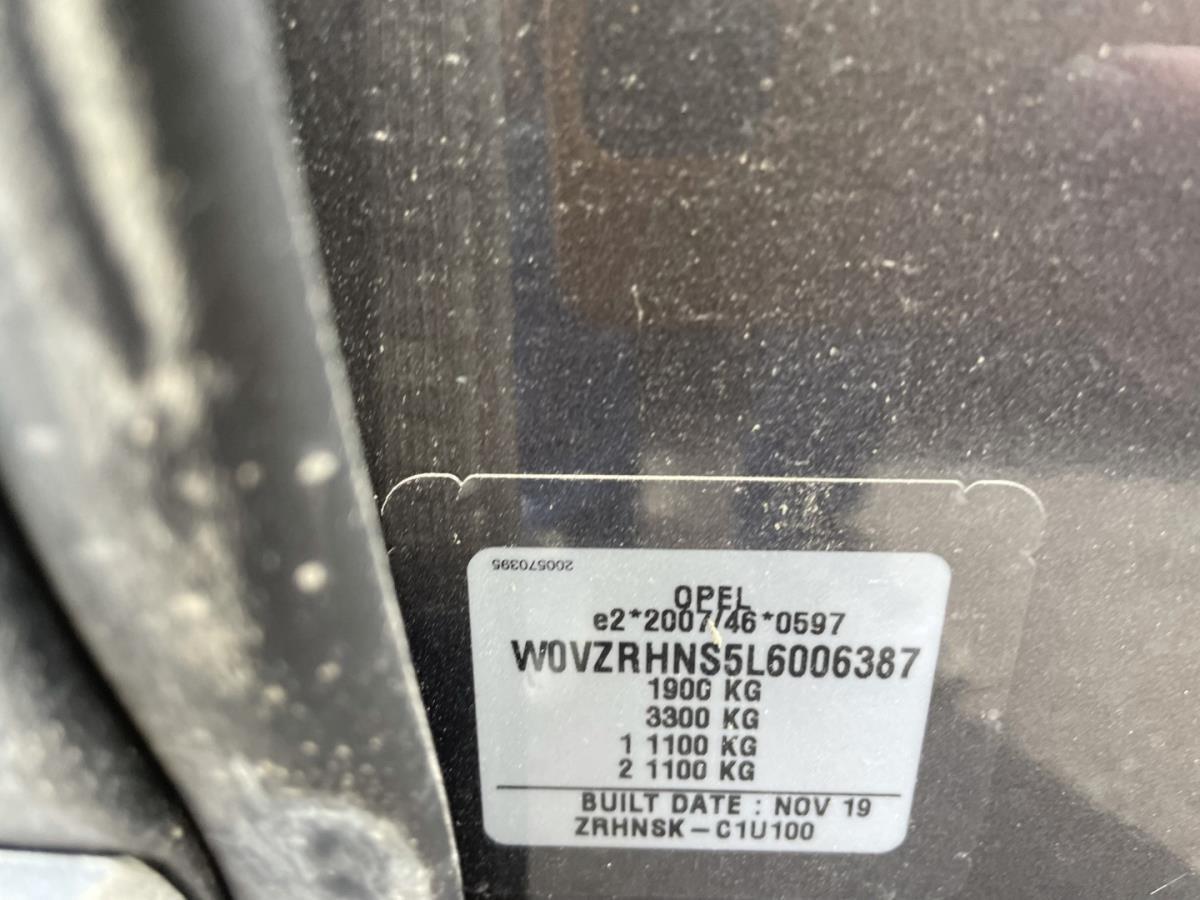 200570395
OPEL
e2*2007/46*0597
W0VZRHNS5L6006387
1900 KG
3300 KG
1 1100 KG
2 1100 KG
BUILT DATE : NOV 19
ZRHNSK-C1U100